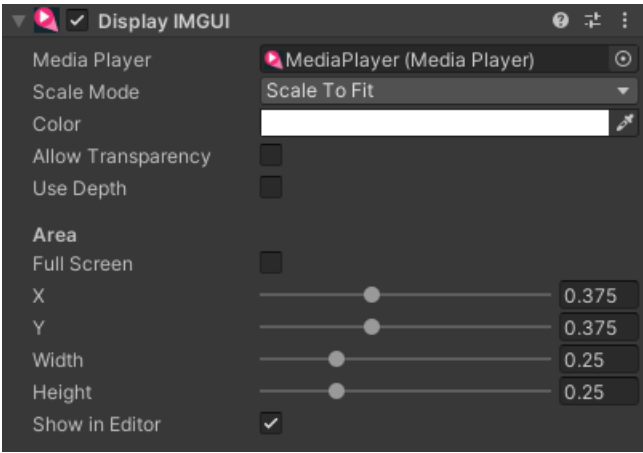 Display IMGUI
Media Player MediaPlayer (Media Player)
Scale Mode Scale To Fit
Color
Allow Transparency
Use Depth
Area
Full Screen
X 0.375
Y 0.375
Width 0.25
Height 0.25
Show in Editor